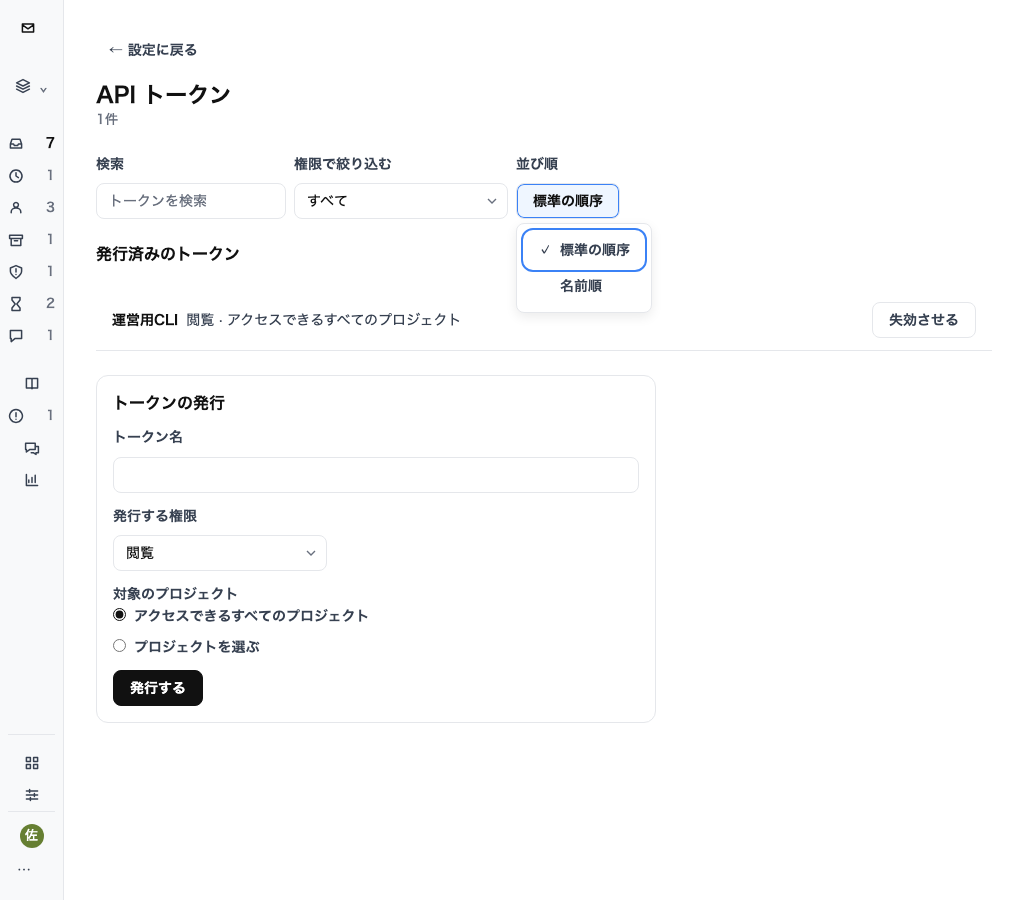 ← 設定に戻る
API トークン
1件
検索
権限で絞り込む
並び順
トークンを検索
すべて
標準の順序
✓ 標準の順序
名前順
発行済みのトークン
運営用CLI 閲覧 · アクセスできるすべてのプロジェクト
失効させる
トークンの発行
トークン名
発行する権限
閲覧
対象のプロジェクト
アクセスできるすべてのプロジェクト
プロジェクトを選ぶ
発行する
7
1
3
1
1
2
1
1
佐
…